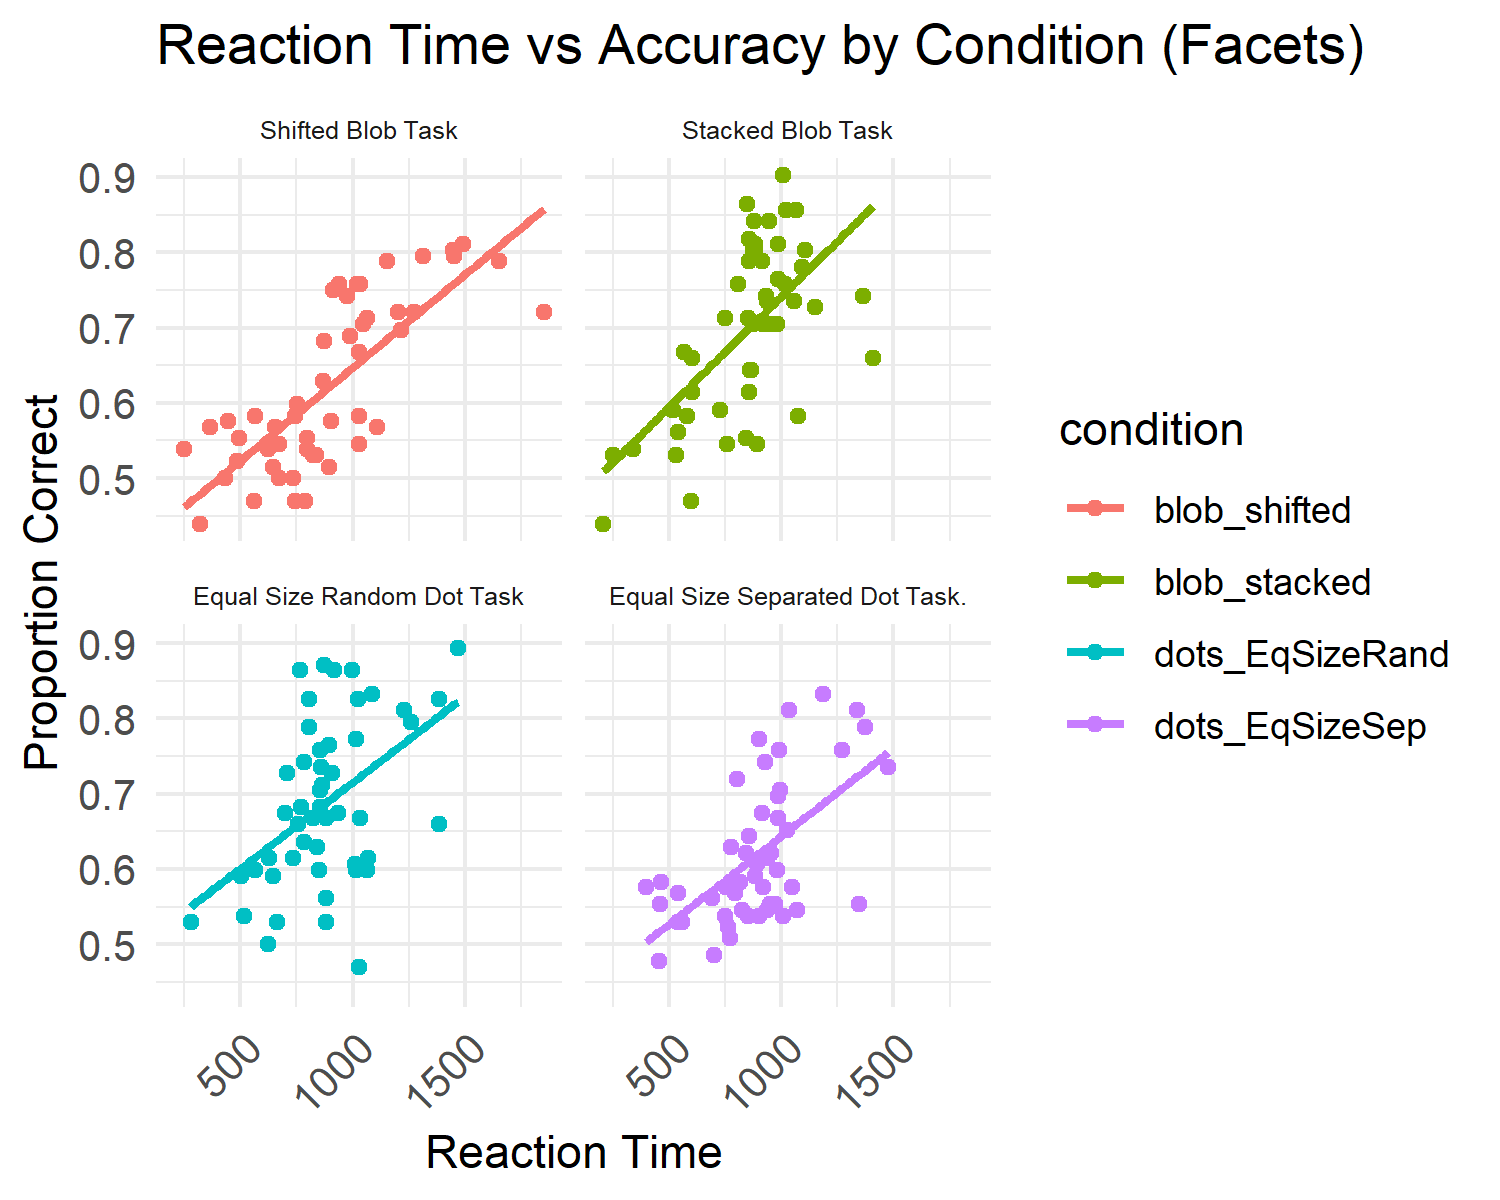 Reaction Time vs Accuracy by Condition (Facets)
Shifted Blob Task
Stacked Blob Task
0.9
0.8
0.7
0.6
0.5
Equal Size Random Dot Task
Equal Size Separated Dot Task.
0.9
0.8
0.7
0.6
0.5
Proportion Correct
500
1000
1500
500
1000
1500
Reaction Time
condition
blob_shifted
blob_stacked
dots_EqSizeRand
dots_EqSizeSep